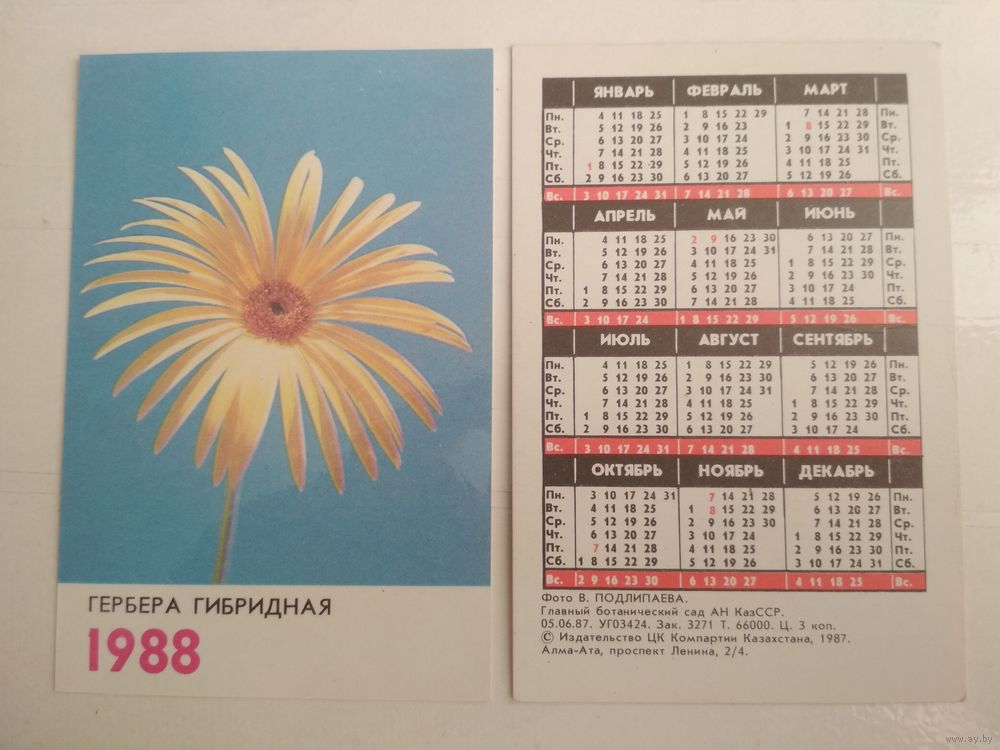 ГЕРБЕРА ГИБРИДНАЯ
1988
ЯНВАРЬ ФЕВРАЛЬ МАРТ
Пн. 4 11 18 25 1 8 15 22 29 7 14 21 28 Пн.
Вт. 5 12 19 26 2 9 16 23 1 8 15 22 29 Вт.
Ср. 6 13 20 27 3 10 17 24 2 9 16 23 30 Ср.
Чт. 7 14 21 28 4 11 18 25 3 10 17 24 31 Чт.
Пт. 1 8 15 22 29 5 12 19 26 4 11 18 25 Пт.
Сб. 2 9 16 23 30 6 13 20 27 5 12 19 26 Сб.
Вс. 3 10 17 24 31 7 14 21 28 6 13 20 27 Вс.
АПРЕЛЬ МАЙ ИЮНЬ
Пн. 4 11 18 25 2 9 16 23 30 6 13 20 27 Пн.
Вт. 5 12 19 26 3 10 17 24 31 7 14 21 28 Вт.
Ср. 6 13 20 27 4 11 18 25 1 8 15 22 29 Ср.
Чт. 7 14 21 28 5 12 19 26 2 9 16 23 30 Чт.
Пт. 1 8 15 22 29 6 13 20 27 3 10 17 24 Пт.
Сб. 2 9 16 23 30 7 14 21 28 4 11 18 25 Сб.
Вс. 3 10 17 24 1 8 15 22 29 5 12 19 26 Вс.
ИЮЛЬ АВГУСТ СЕНТЯБРЬ
Пн. 4 11 18 25 1 8 15 22 29 5 12 19 26 Пн.
Вт. 5 12 19 26 2 9 16 23 30 6 13 20 27 Вт.
Ср. 6 13 20 27 3 10 17 24 31 7 14 21 28 Ср.
Чт. 7 14 21 28 4 11 18 25 1 8 15 22 29 Чт.
Пт. 1 8 15 22 29 5 12 19 26 2 9 16 23 30 Пт.
Сб. 2 9 16 23 30 6 13 20 27 3 10 17 24 Сб.
Вс. 3 10 17 24 31 7 14 21 28 4 11 18 25 Вс.
ОКТЯБРЬ НОЯБРЬ ДЕКАБРЬ
Пн. 3 10 17 24 31 7 14 21 28 5 12 19 26 Пн.
Вт. 4 11 18 25 1 8 15 22 29 6 13 20 27 Вт.
Ср. 5 12 19 26 2 9 16 23 30 7 14 21 28 Ср.
Чт. 6 13 20 27 3 10 17 24 1 8 15 22 29 Чт.
Пт. 7 14 21 28 4 11 18 25 2 9 16 23 30 Пт.
Сб. 1 8 15 22 29 5 12 19 26 3 10 17 24 31 Сб.
Вс. 2 9 16 23 30 6 13 20 27 4 11 18 25 Вс.
Фото В. ПОДЛИПАЕВА.
Главный ботанический сад АН КазССР.
05.06.87. УГ03424. Зак. 3271 Т. 66000. Ц. 3 коп.
© Издательство ЦК Компартии Казахстана, 1987.
Алма-Ата, проспект Ленина, 2/4.
www.ay.by